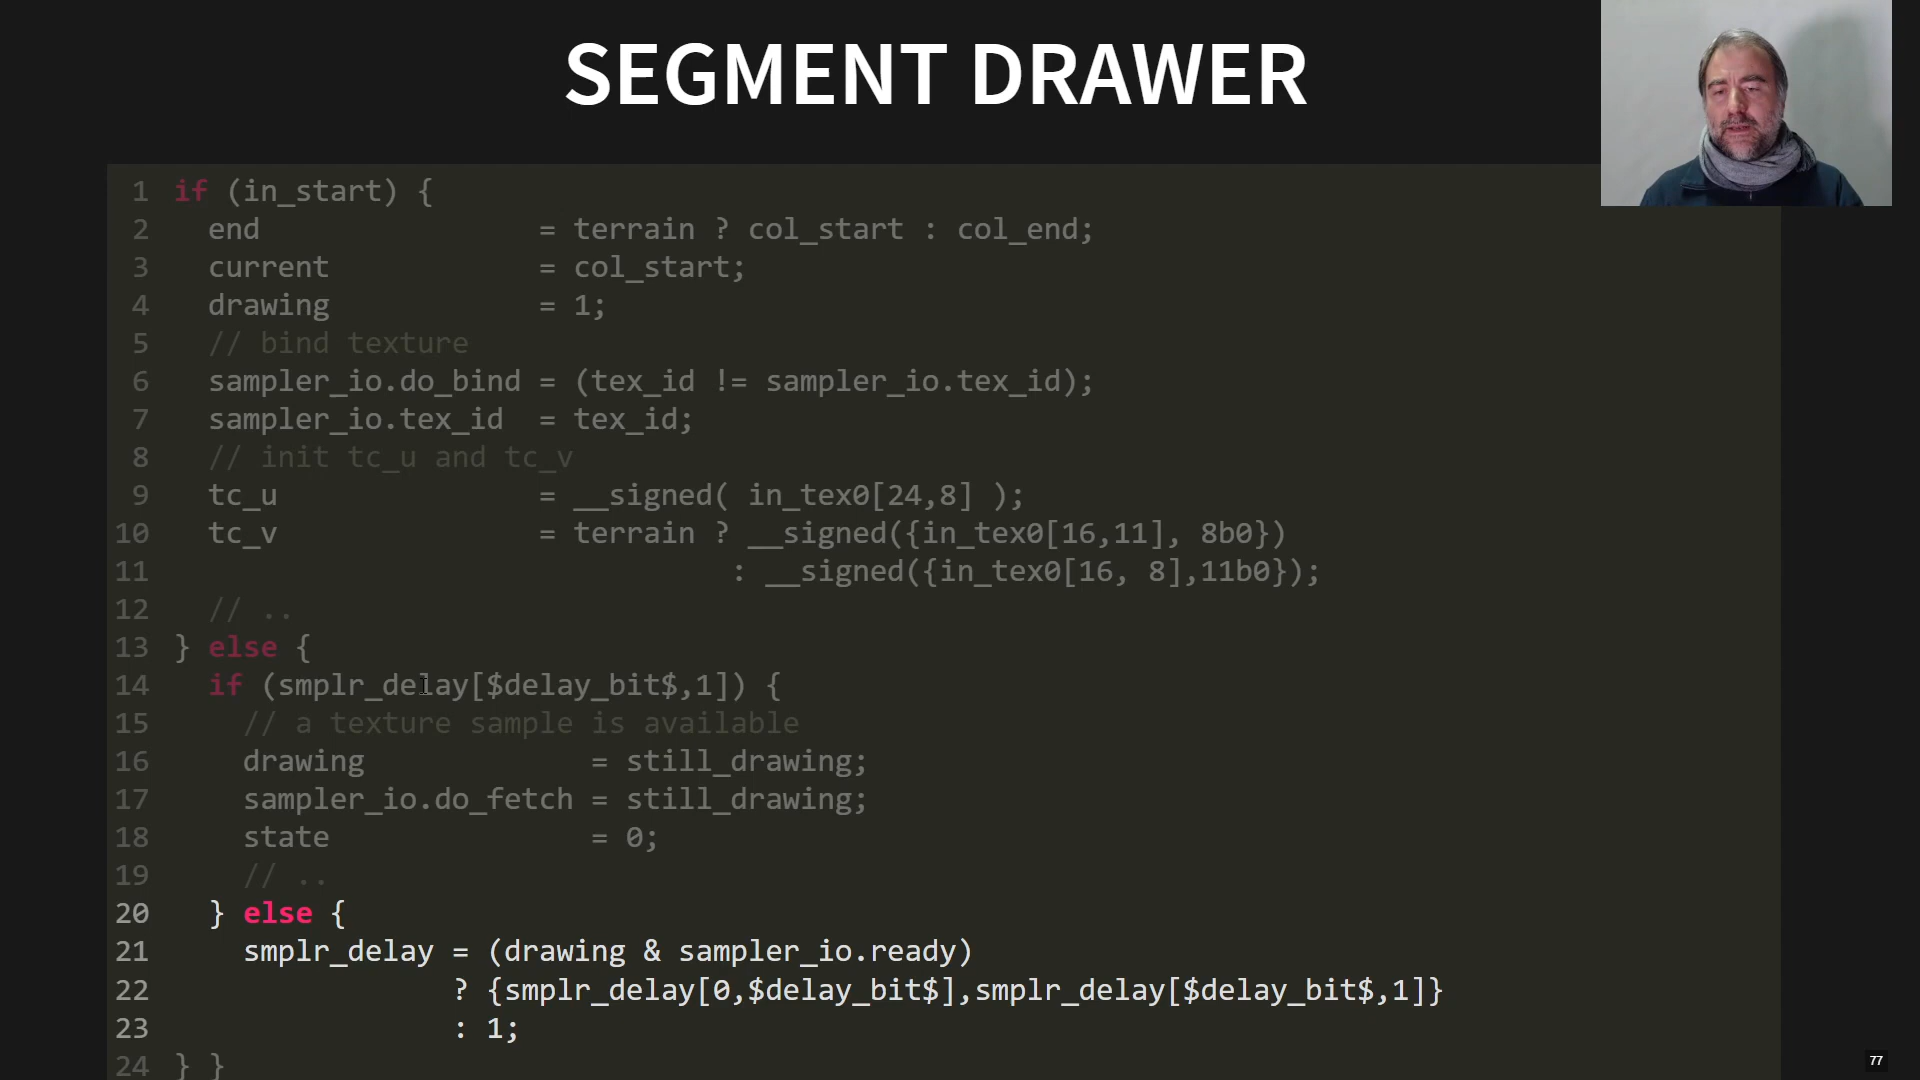 SEGMENT DRAWER
1 if (in_start) {
2 end = terrain ? col_start : col_end;
3 current = col_start;
4 drawing = 1;
5 // bind texture
6 sampler_io.do_bind = (tex_id != sampler_io.tex_id);
7 sampler_io.tex_id = tex_id;
8 // init tc_u and tc_v
9 tc_u = __signed( in_tex0[24,8] );
10 tc_v = terrain ? __signed({in_tex0[16,11], 8b0})
11 : __signed({in_tex0[16, 8],11b0});
12 // ..
13 } else {
14 if (smplr_delay[$delay_bit$,1]) {
15 // a texture sample is available
16 drawing = still_drawing;
17 sampler_io.do_fetch = still_drawing;
18 state = 0;
19 // ..
20 } else {
21 smplr_delay = (drawing & sampler_io.ready)
22 ? {smplr_delay[0,$delay_bit$],smplr_delay[$delay_bit$,1]}
23 : 1;
24 } }
77